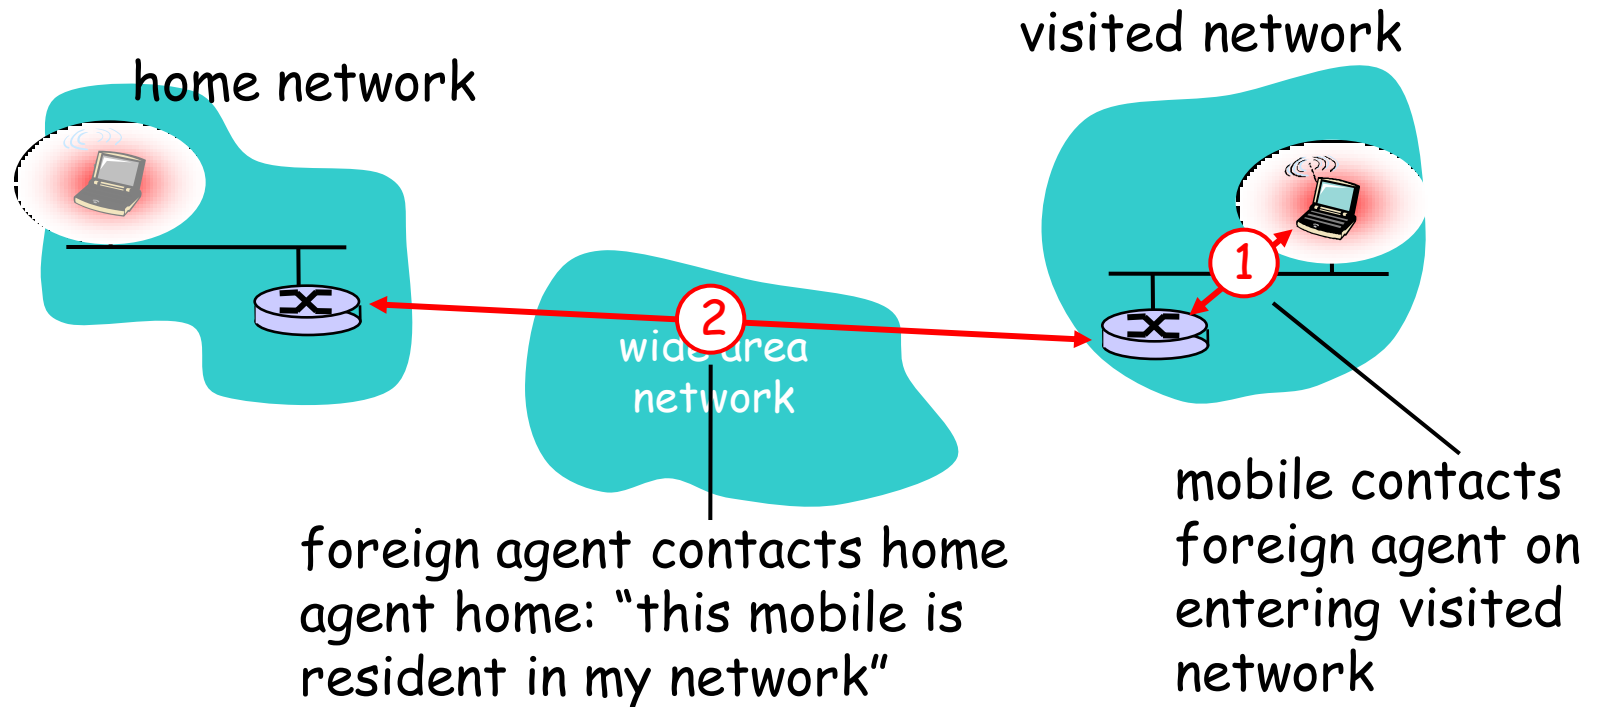 visited network
home network
1
2
wide area
network
mobile contacts
foreign agent on
entering visited
network
foreign agent contacts home
agent home: “this mobile is
resident in my network”